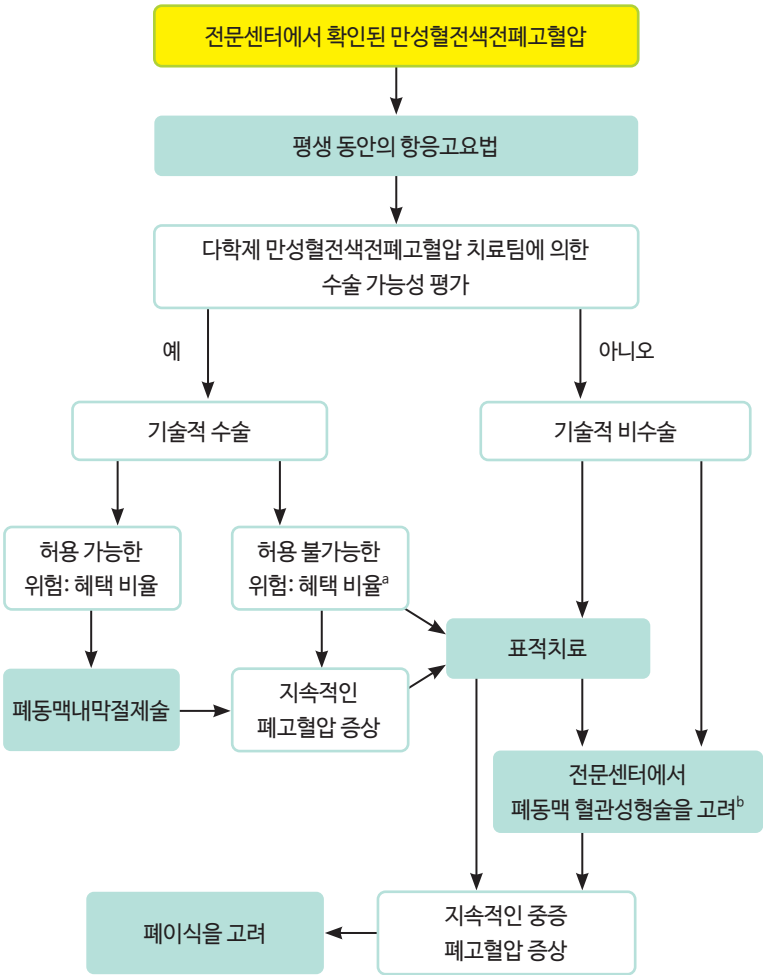 전문센터에서 확인된 만성혈전색전폐고혈압
평생 동안의 항응고요법
다학제 만성혈전색전폐고혈압 치료팀에 의한
수술 가능성 평가
예
아니오
기술적 수술
기술적 비수술
허용 가능한
위험: 혜택 비율
허용 불가능한
위험: 혜택 비율a
표적치료
폐동맥내막절제술
지속적인
폐고혈압 증상
전문센터에서
폐동맥 혈관성형술을 고려b
폐이식을 고려
지속적인 중증
폐고혈압 증상